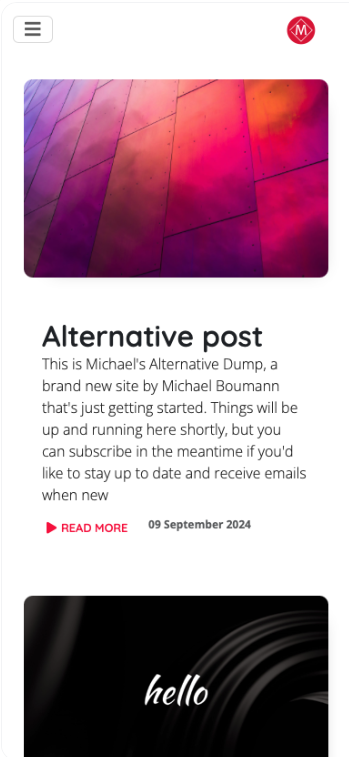 M
Alternative post
This is Michael's Alternative Dump, a
brand new site by Michael Boumann
that's just getting started. Things will be
up and running here shortly, but you
can subscribe in the meantime if you'd
like to stay up to date and receive emails
when new
READ MORE 09 September 2024
hello